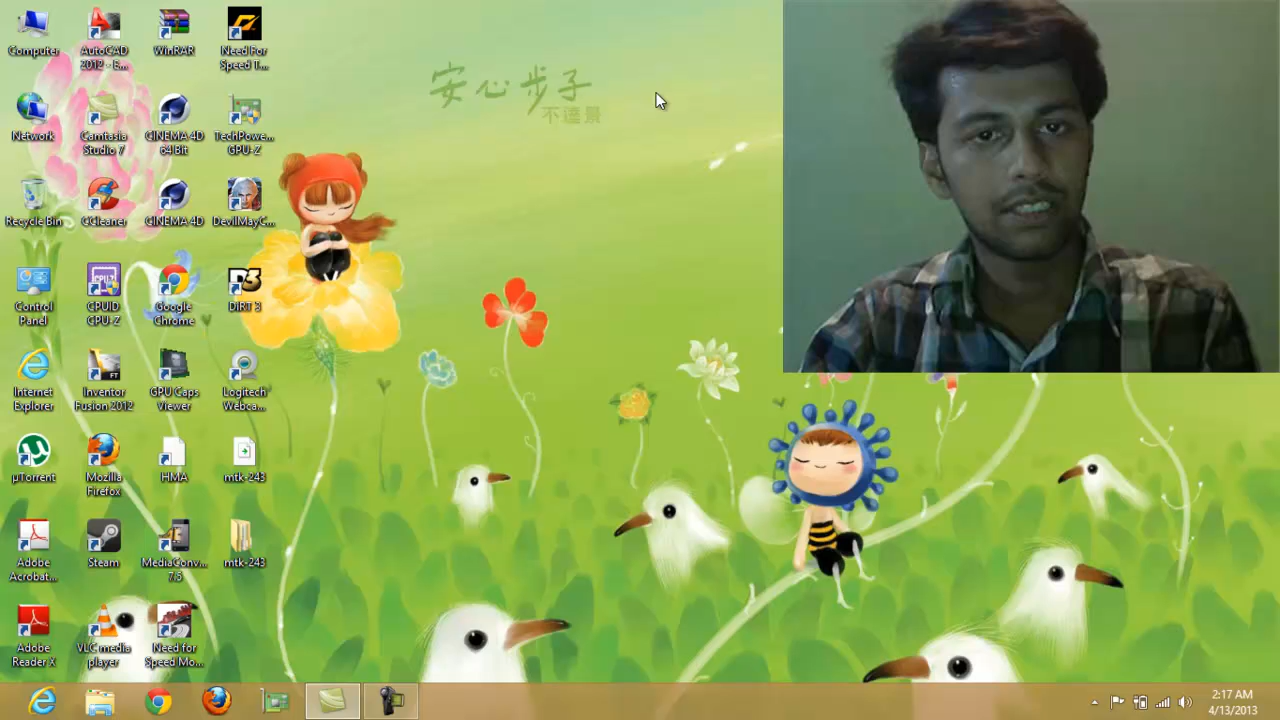 Computer
AutoCAD
2012 - E...
WinRAR
Need For
Speed T...
安心步子
Network
Camtasia
Studio 7
CINEMA 4D
64 Bit
TechPowe...
GPU-Z
Recycle Bin
CCleaner
CINEMA 4D
DevilMayC...
Control
Panel
CPUID
CPU-Z
Google
Chrome
DIRT 3
Internet
Explorer
Inventor
Fusion 2012
GPU Caps
Viewer
Logitech
Webca...
µTorrent
Mozilla
Firefox
HMA
mtk-243
Adobe
Acrobat...
Steam
MediaConv...
7.5
mtk-243
Adobe
Reader X
VLC media
player
Need for
Speed Mo...
2:17 AM
4/13/2013